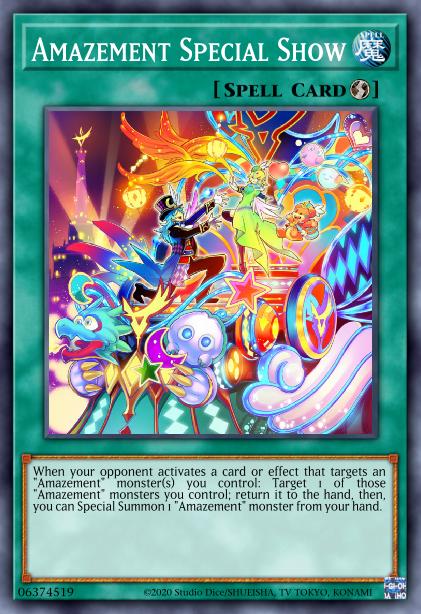 AMAZEMENT SPECIAL SHOW
SPELL
魔
[SPELL CARD]
When your opponent activates a card or effect that targets an
"Amazement" monster(s) you control: Target 1 of those
"Amazement" monsters you control; return it to the hand, then,
you can Special Summon 1 "Amazement" monster from your hand.
06374519
©2020 Studio Dice/SHUEISHA, TV TOKYO, KONAMI